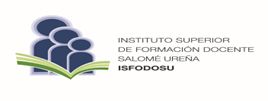 INSTITUTO SUPERIOR
DE FORMACIÓN DOCENTE
SALOMÉ UREÑA
ISFODOSU